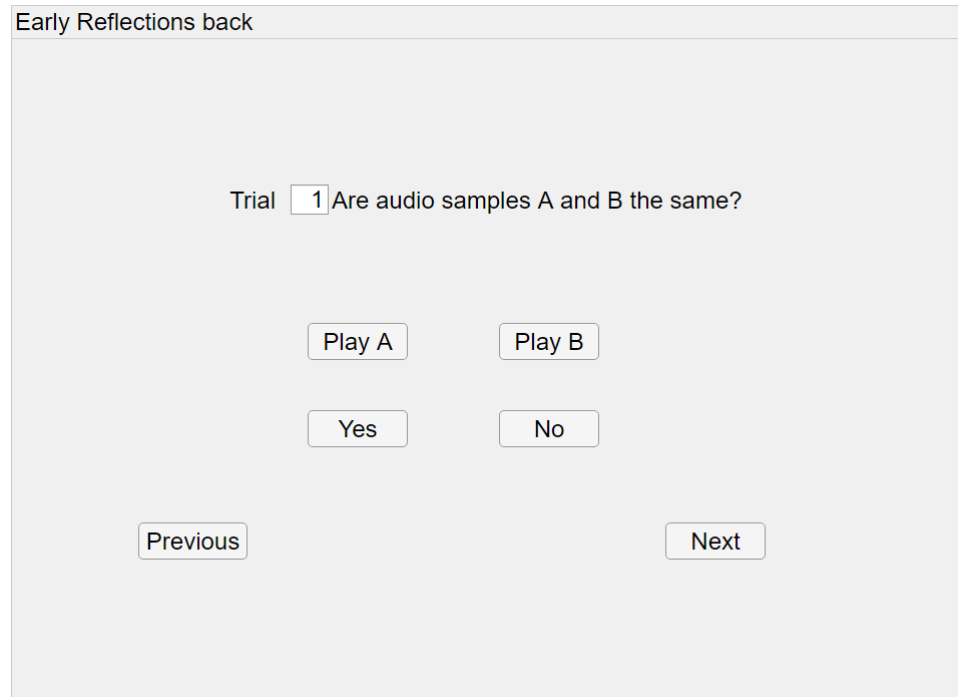 Early Reflections back
Trial 1 Are audio samples A and B the same?
Play A Play B
Yes No
Previous Next